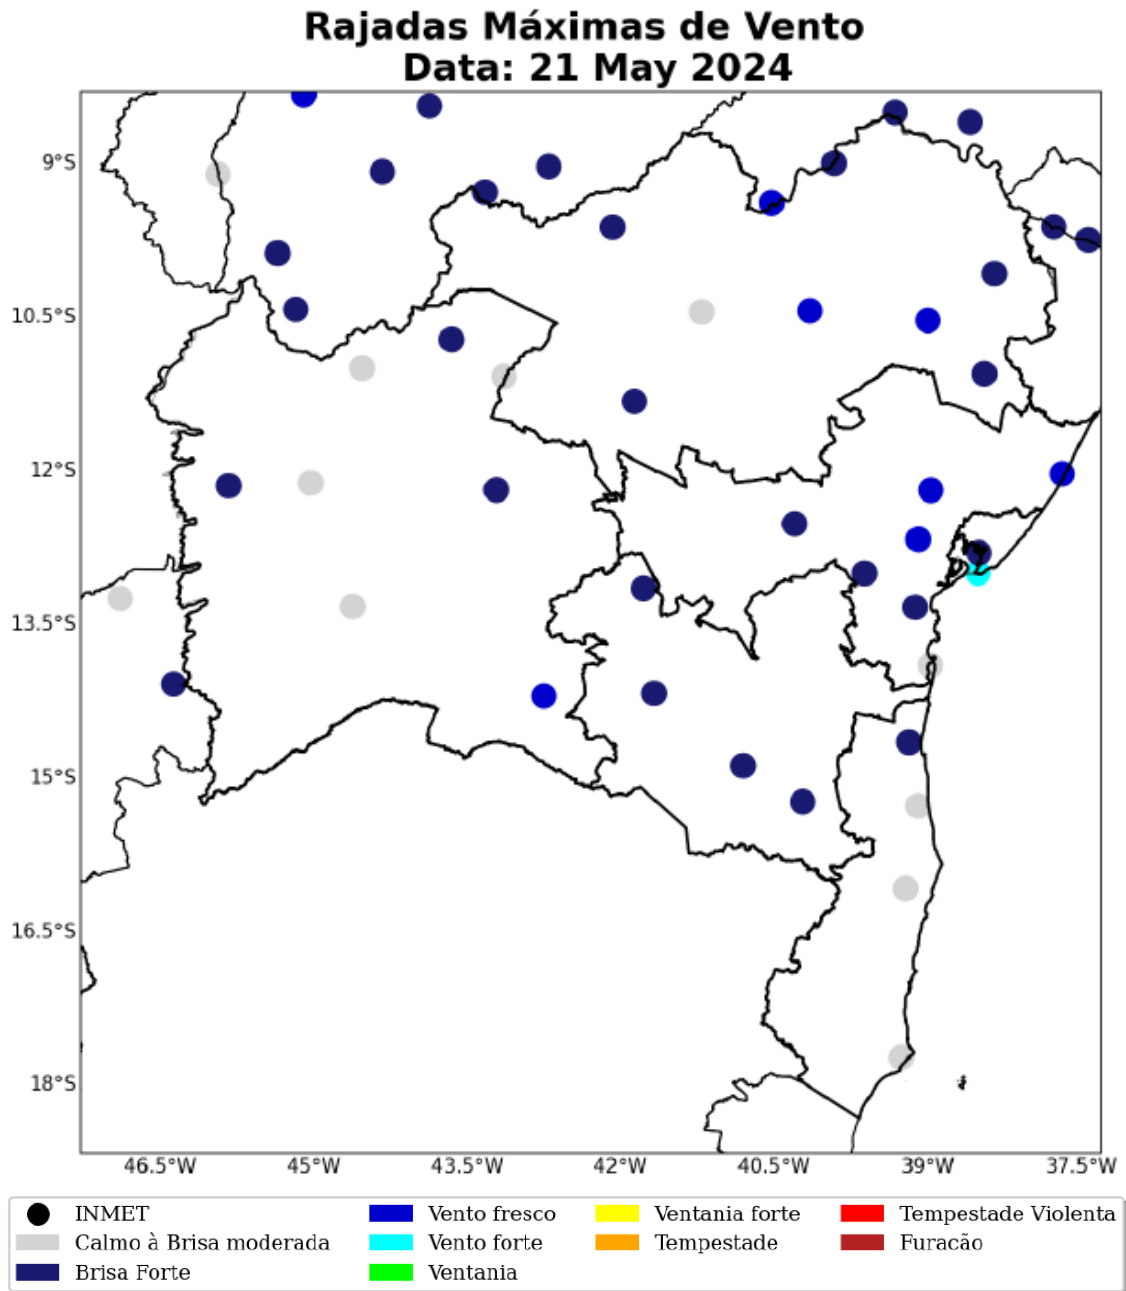 Rajadas Máximas de Vento
Data: 21 May 2024
9°S
10.5°S
12°S
13.5°S
15°S
16.5°S
18°S
46.5°W 45°W 43.5°W 42°W 40.5°W 39°W 37.5°W
INMET
Calmo à Brisa moderada
Brisa Forte
Vento fresco
Vento forte
Ventania
Ventania forte
Tempestade
Tempestade Violenta
Furacão